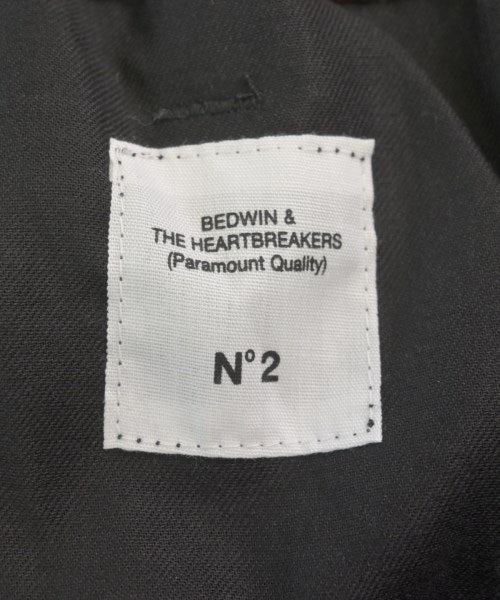 BEDWIN &
THE HEARTBREAKERS
(Paramount Quality)
N° 2